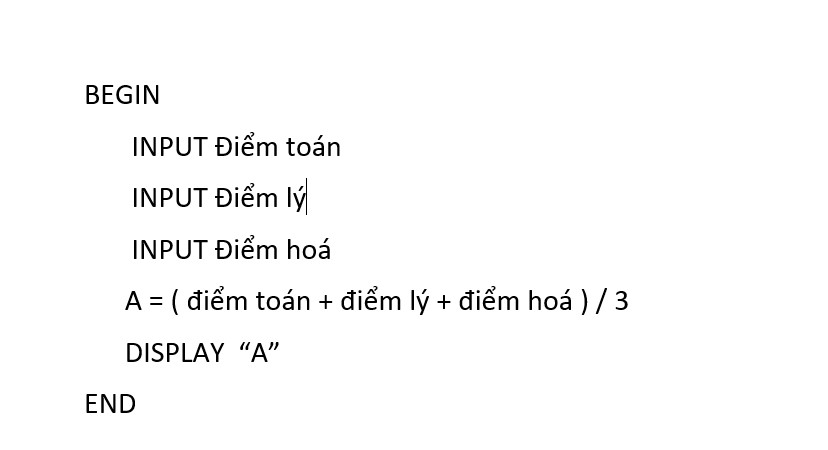 BEGIN
INPUT Điểm toán
INPUT Điểm lý
INPUT Điểm hoá
A = ( điểm toán + điểm lý + điểm hoá ) / 3
DISPLAY “A”
END